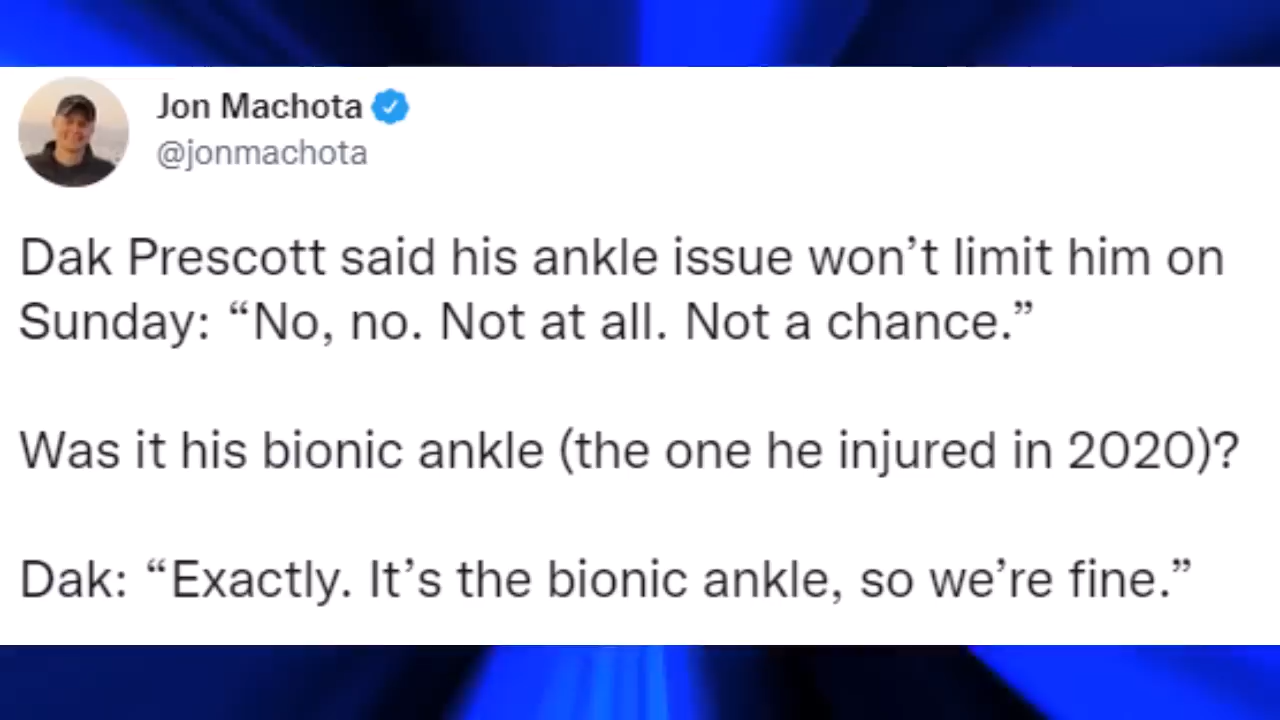 Jon Machota
@jonmachota
Dak Prescott said his ankle issue won’t limit him on
Sunday: “No, no. Not at all. Not a chance.”
Was it his bionic ankle (the one he injured in 2020)?
Dak: “Exactly. It’s the bionic ankle, so we’re fine.”